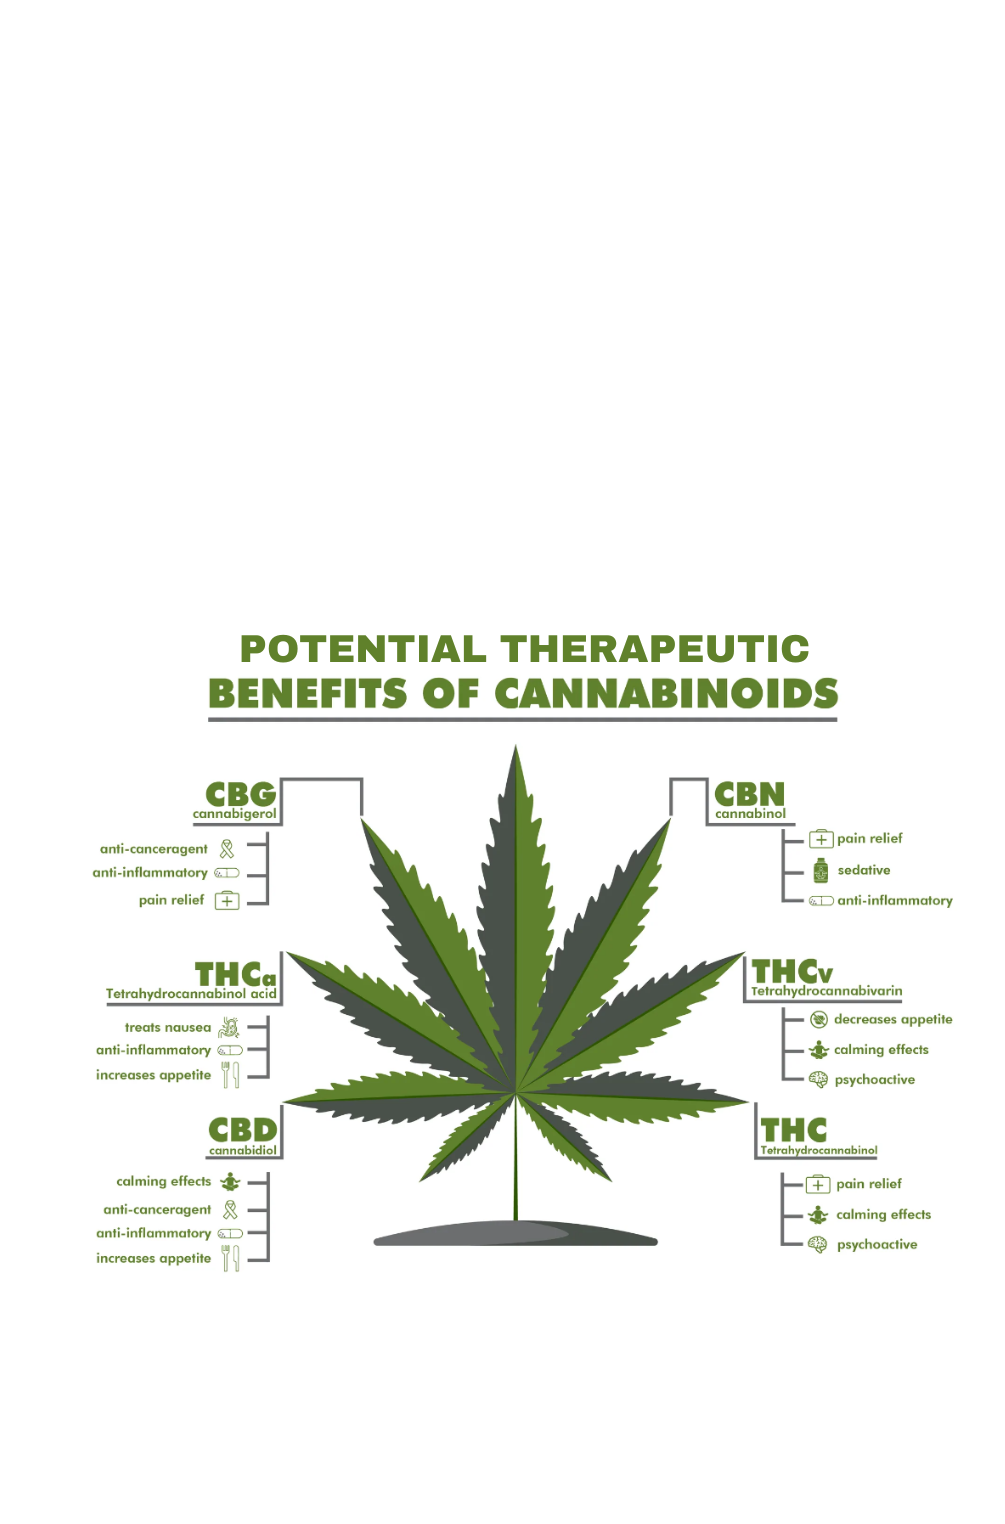 POTENTIAL THERAPEUTIC
BENEFITS OF CANNABINOIDS
CBG
cannabigerol
anti-canceragent
anti-inflammatory
pain relief
THCa
Tetrahydrocannabinol acid
treats nausea
anti-inflammatory
increases appetite
CBD
cannabidiol
calming effects
anti-canceragent
anti-inflammatory
increases appetite
CBN
cannabinol
pain relief
sedative
anti-inflammatory
THCv
Tetrahydrocannabivarin
decreases appetite
calming effects
psychoactive
THC
Tetrahydrocannabinol
pain relief
calming effects
psychoactive